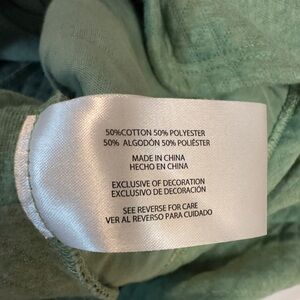 50%COTTON 50% POLYESTER
50% ALGODÓN 50% POLIÉSTER
MADE IN CHINA
HECHO EN CHINA
EXCLUSIVE OF DECORATION
EXCLUSIVO DE DECORACIÓN
SEE REVERSE FOR CARE
VER AL REVERSO PARA CUIDADO